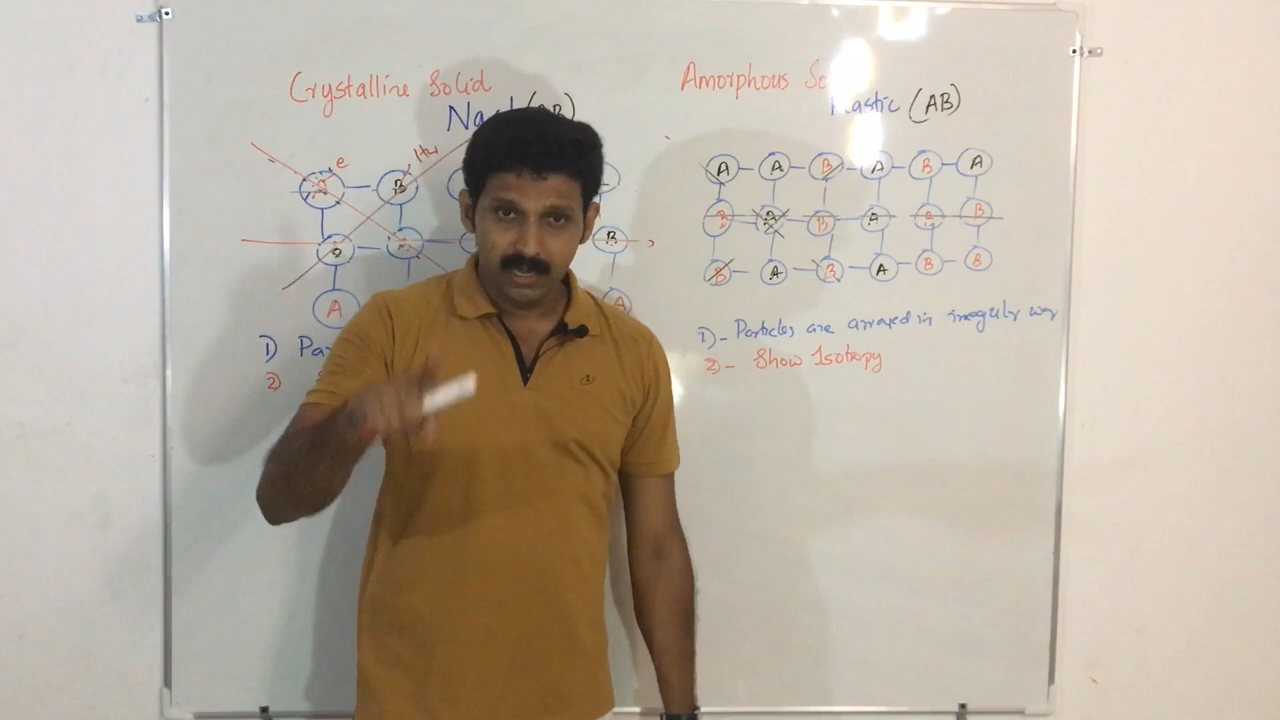 Crystalline Solid
(AB)
e
B
B
A
A
1) Pa
2)
Amorphous So
Plastic (AB)
A A B A B A
B A B A B B
B A B A B B
1) - Particles are arranged in irregular way
2) - Show Isotropy